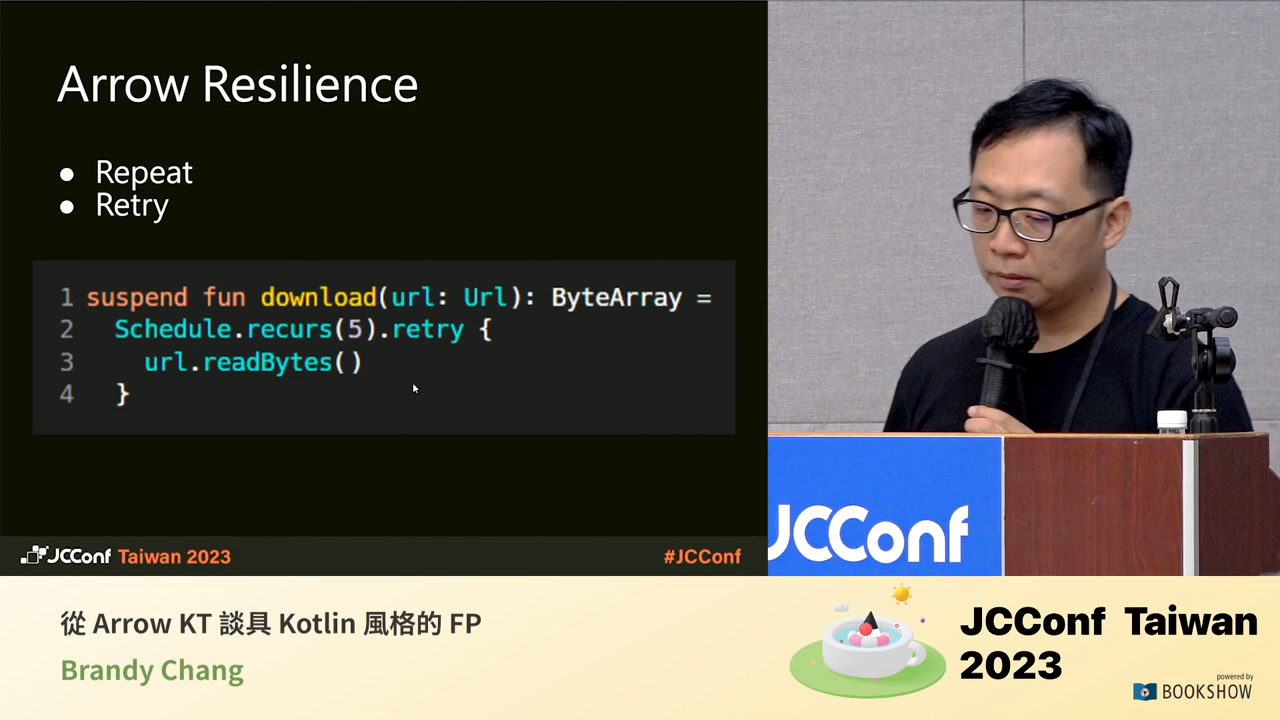 Arrow Resilience
● Repeat
● Retry
1 suspend fun download(url: Url): ByteArray =
2 Schedule.recurs(5).retry {
3 url.readBytes()
4 }
JCConf Taiwan 2023
#JCConf
JCConf
從 Arrow KT 談具 Kotlin 風格的 FP
Brandy Chang
JCConf Taiwan
2023
powered by
BOOKSHOW